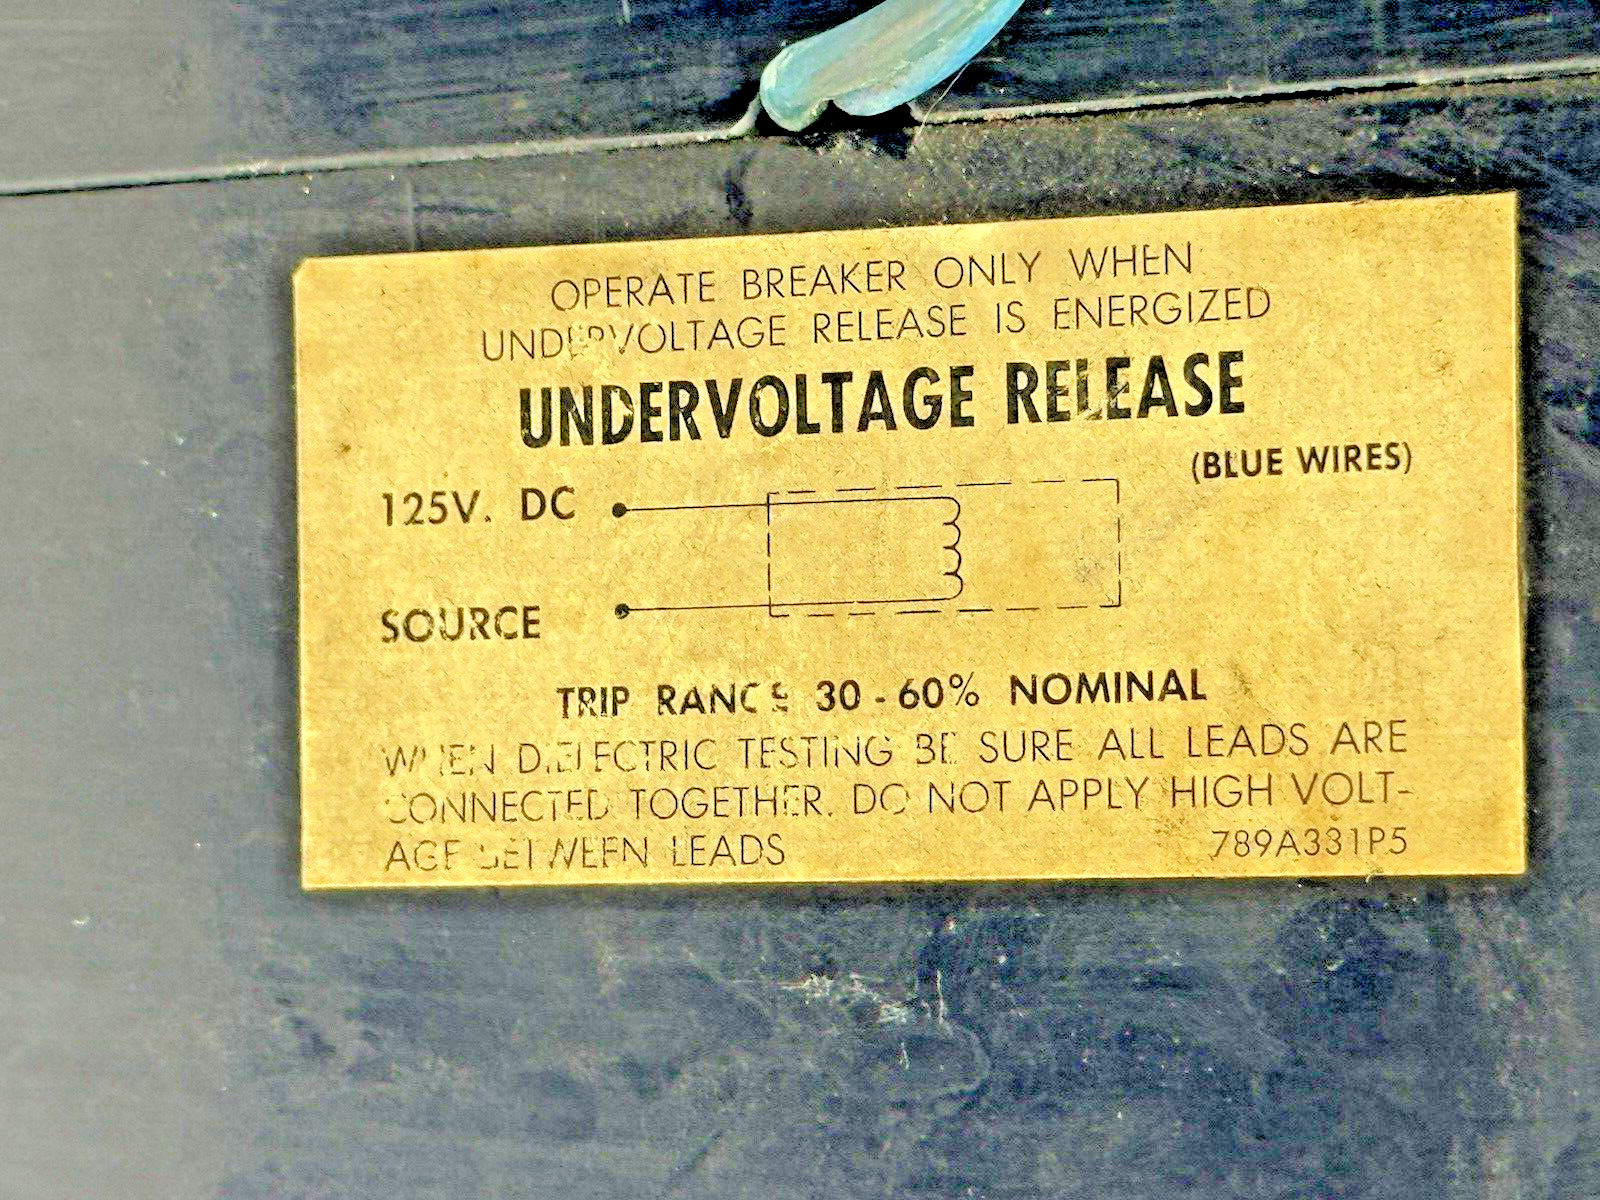 OPERATE BREAKER ONLY WHEN
UNDERVOLTAGE RELEASE IS ENERGIZED
UNDERVOLTAGE RELEASE
(BLUE WIRES)
125V. DC
SOURCE
TRIP RANGE 30-60% NOMINAL
WHEN DIELECTRIC TESTING BE SURE ALL LEADS ARE
CONNECTED TOGETHER. DO NOT APPLY HIGH VOLT-
AGE BETWEEN LEADS
789A331P5